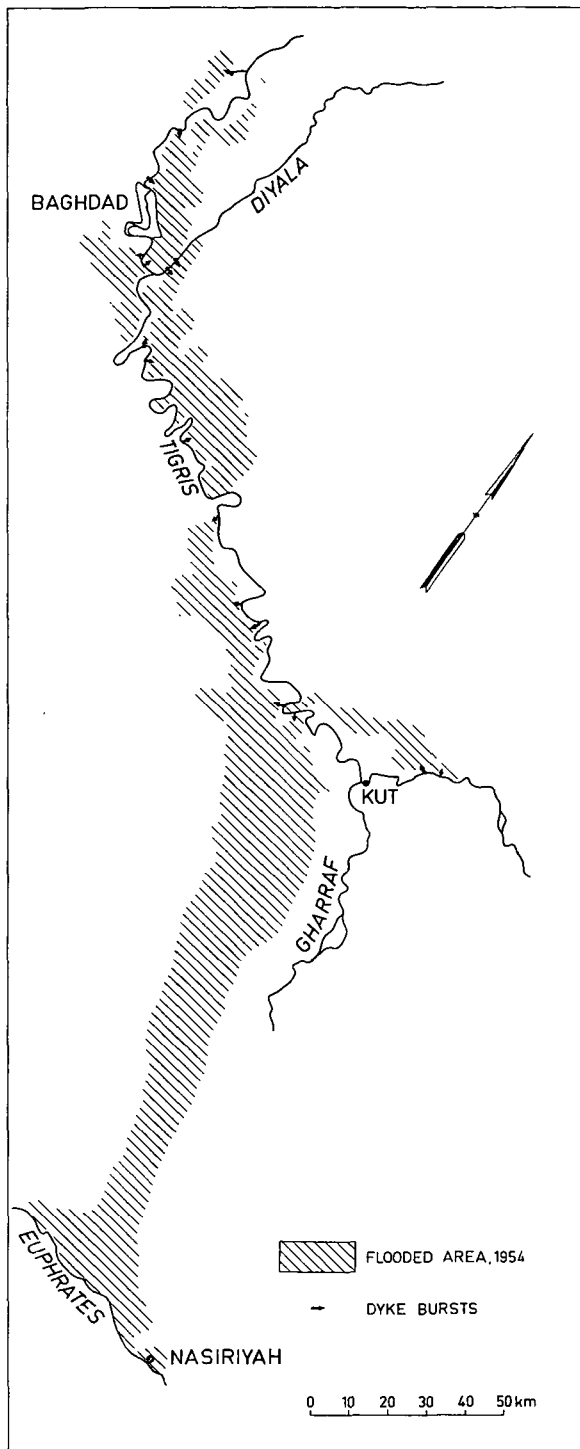 BAGHDAD
DIYALA
TIGRIS
KUT
GHARRAF
EUPHRATES
FLOODED AREA, 1954
DYKE BURSTS
NASIRIYAH
0 10 20 30 40 50 km